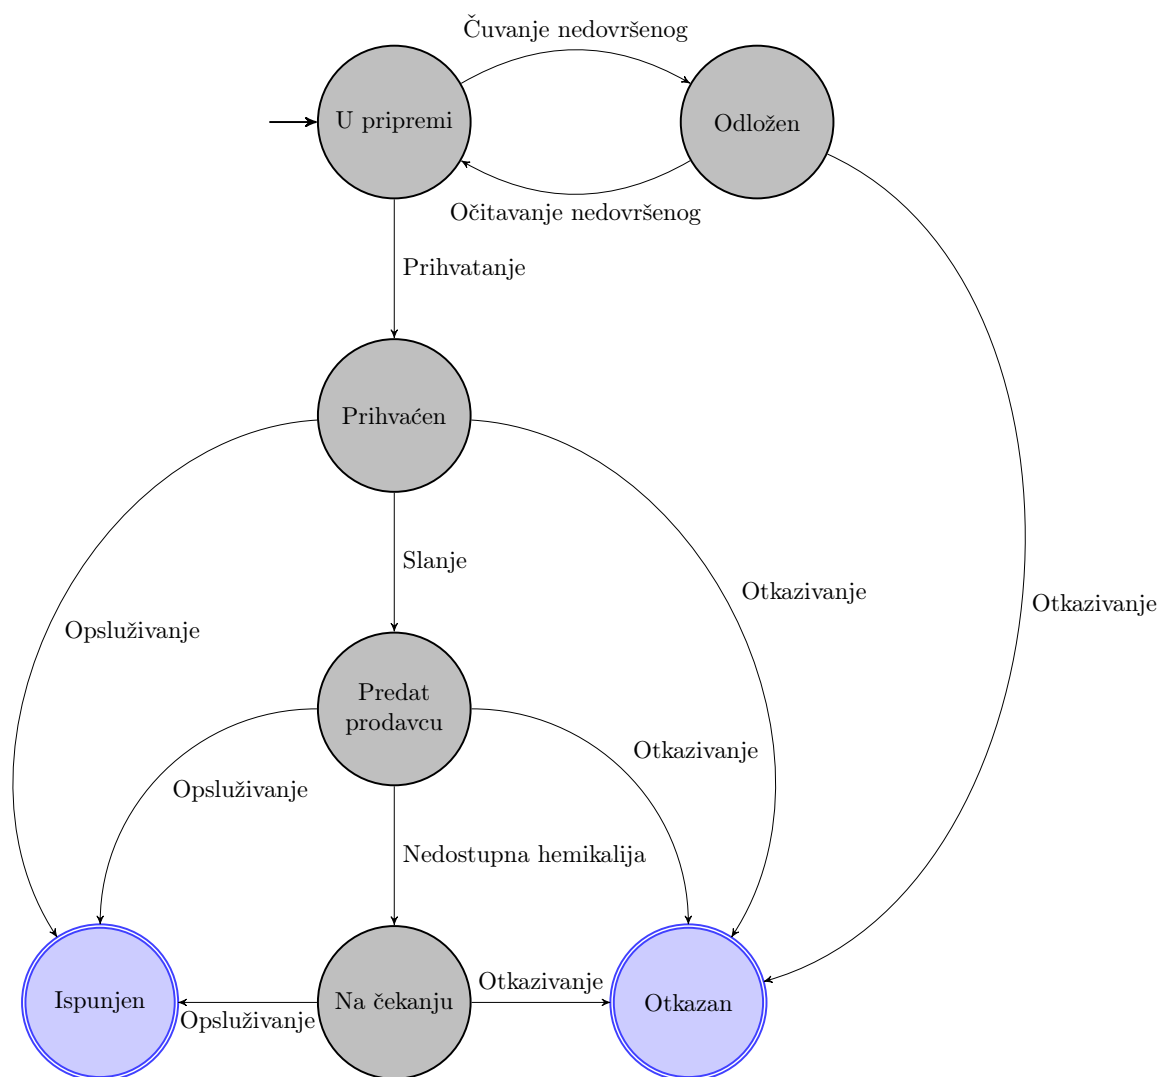 Čuvanje nedovršenog
U pripremi
Odložen
Očitavanje nedovršenog
Prihvatanje
Prihvaćen
Slanje
Otkazivanje
Otkazivanje
Opsluživanje
Predat
prodavcu
Otkazivanje
Opsluživanje
Nedostupna hemikalija
Otkazivanje
Ispunjen
Na čekanju
Otkazan
Opsluživanje